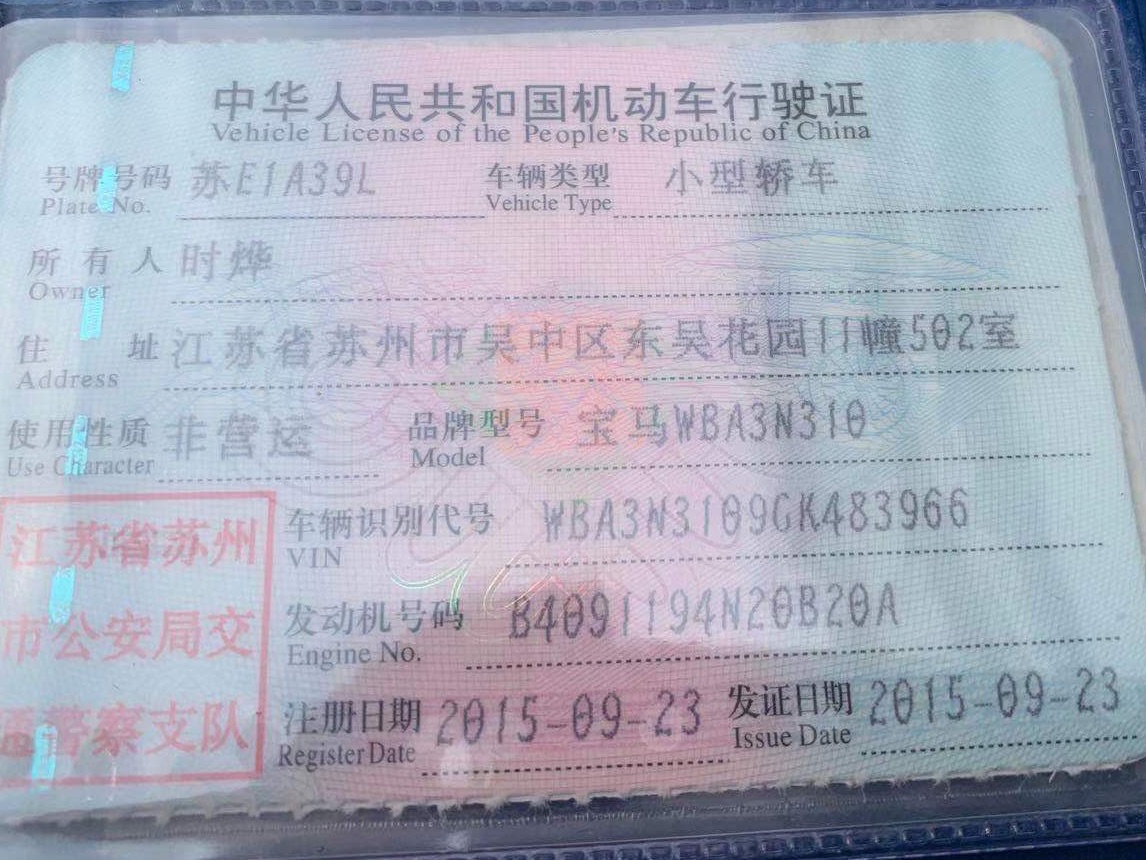 中华人民共和国机动车行驶证
Vehicle License of the People's Republic of China
号牌号码 苏E1A39L 车辆类型 小型轿车
Plate No. Vehicle Type
所有人 时烨
Owner
住址 江苏省苏州市吴中区东吴花园11幢502室
Address
使用性质 非营运 品牌型号 宝马WBA3N310
Use Character Model
江苏省苏州
市公安局交
通警察支队
车辆识别代号 WBA3N3109GK483966
VIN
发动机号码 B4091194N20B20A
Engine No.
注册日期 2015-09-23 发证日期 2015-09-23
Register Date Issue Date